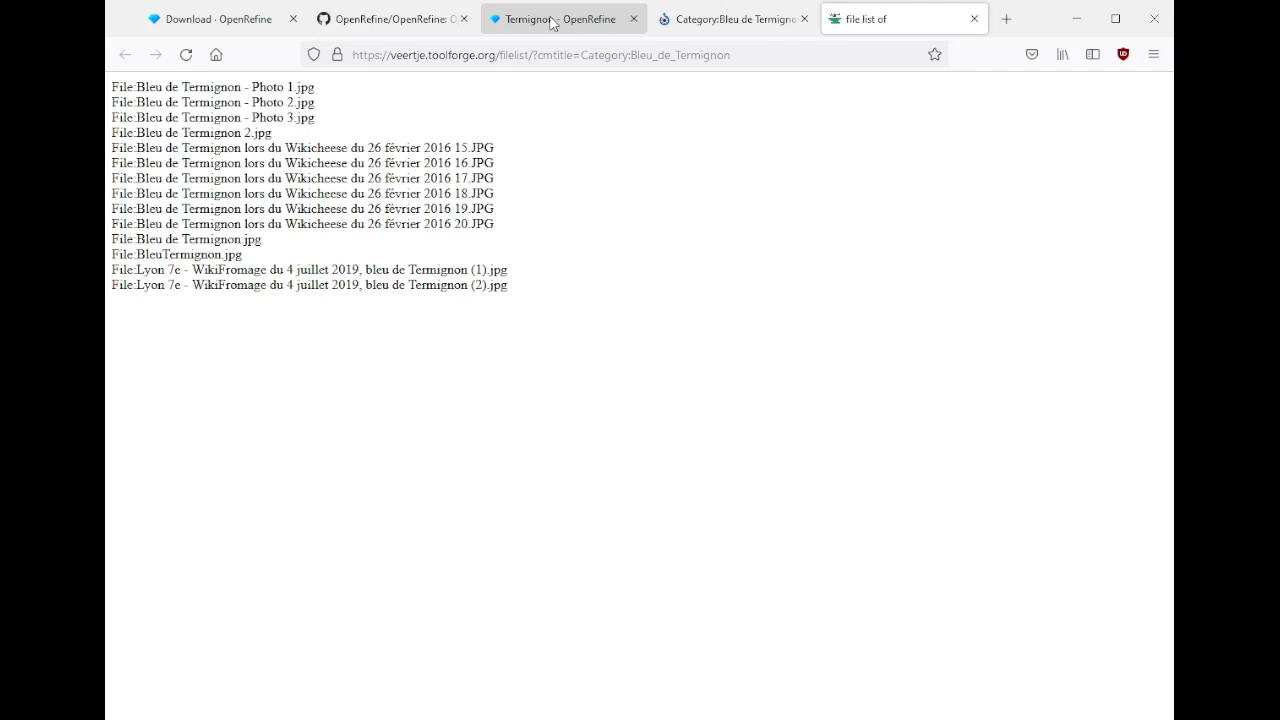 Download · OpenRefine
OpenRefine/OpenRefine: O
Termignon - OpenRefine
Category:Bleu de Termigno
file list of
https://veertje.toolforge.org/filelist/?cmtitle=Category:Bleu_de_Termignon
File:Bleu de Termignon - Photo 1.jpg
File:Bleu de Termignon - Photo 2.jpg
File:Bleu de Termignon - Photo 3.jpg
File:Bleu de Termignon 2.jpg
File:Bleu de Termignon lors du Wikicheese du 26 février 2016 15.JPG
File:Bleu de Termignon lors du Wikicheese du 26 février 2016 16.JPG
File:Bleu de Termignon lors du Wikicheese du 26 février 2016 17.JPG
File:Bleu de Termignon lors du Wikicheese du 26 février 2016 18.JPG
File:Bleu de Termignon lors du Wikicheese du 26 février 2016 19.JPG
File:Bleu de Termignon lors du Wikicheese du 26 février 2016 20.JPG
File:Bleu de Termignon.jpg
File:BleuTermignon.jpg
File:Lyon 7e - WikiFromage du 4 juillet 2019, bleu de Termignon (1).jpg
File:Lyon 7e - WikiFromage du 4 juillet 2019, bleu de Termignon (2).jpg